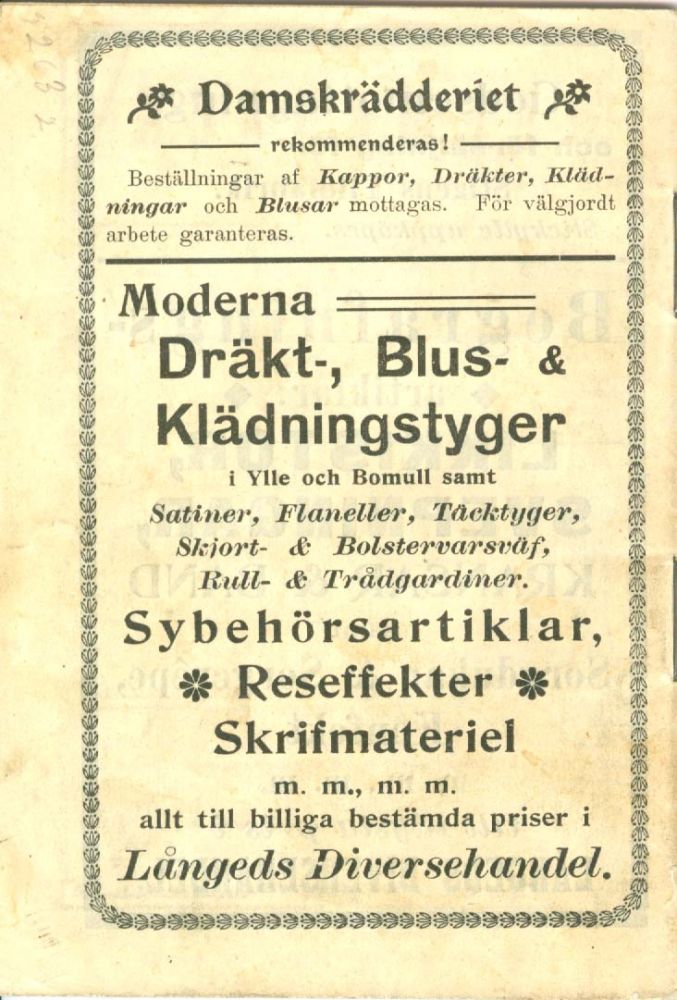 Damskrädderiet
rekommenderas!
Beställningar af Kappor, Dräkter, Kläd-
ningar och Blusar mottagas. För välgjordt
arbete garanteras.
Moderna
Dräkt-, Blus- &
Klädningstyger
i Ylle och Bomull samt
Satiner, Flaneller, Täcktyger,
Skjort- & Bolstervarsväf,
Rull- & Trådgardiner.
Sybehörsartiklar,
Reseffekter
Skrifmateriel
m. m., m. m.
allt till billiga bestämda priser i
Långeds Diversehandel.